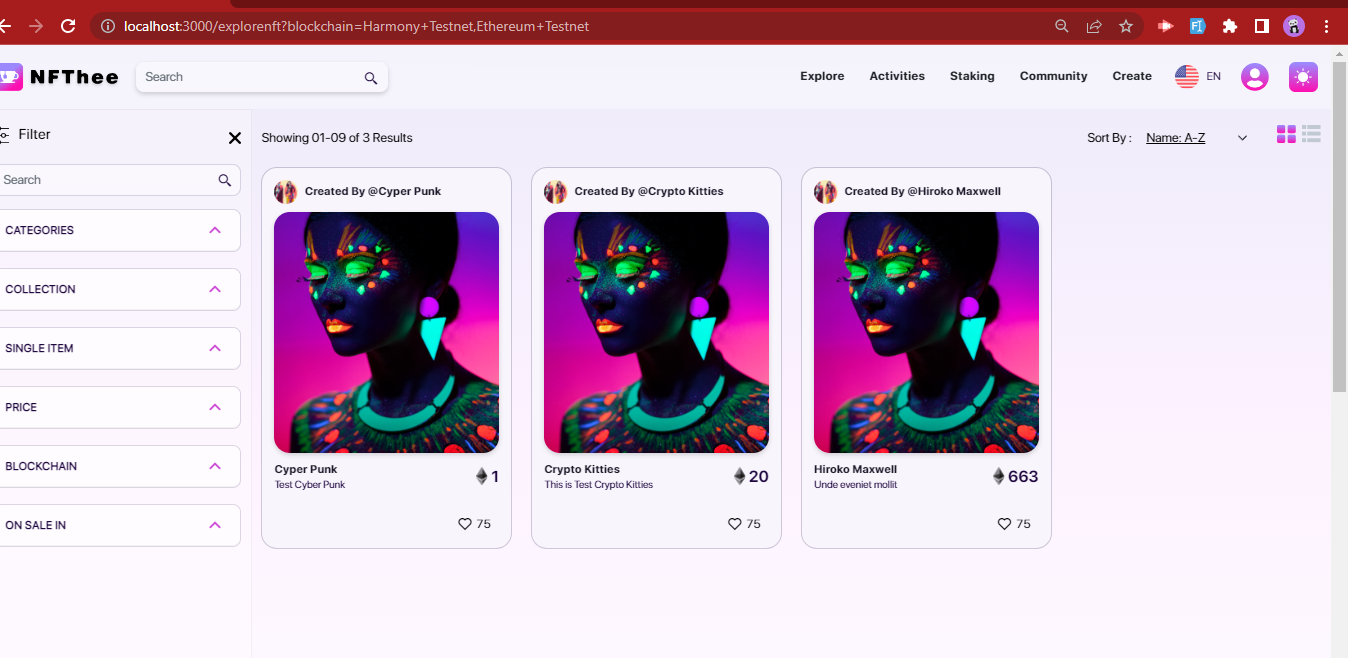 localhost:3000/explorenft?blockchain=Harmony+Testnet,Ethereum+Testnet
NFThee
Search
Explore
Activities
Staking
Community
Create
EN
Filter
Search
CATEGORIES
COLLECTION
SINGLE ITEM
PRICE
BLOCKCHAIN
ON SALE IN
Showing 01-09 of 3 Results
Sort By :
Name: A-Z
Created By @Cyper Punk
Cyper Punk
Test Cyber Punk
1
75
Created By @Crypto Kitties
Crypto Kitties
This is Test Crypto Kitties
20
75
Created By @Hiroko Maxwell
Hiroko Maxwell
Unde eveniet mollit
663
75